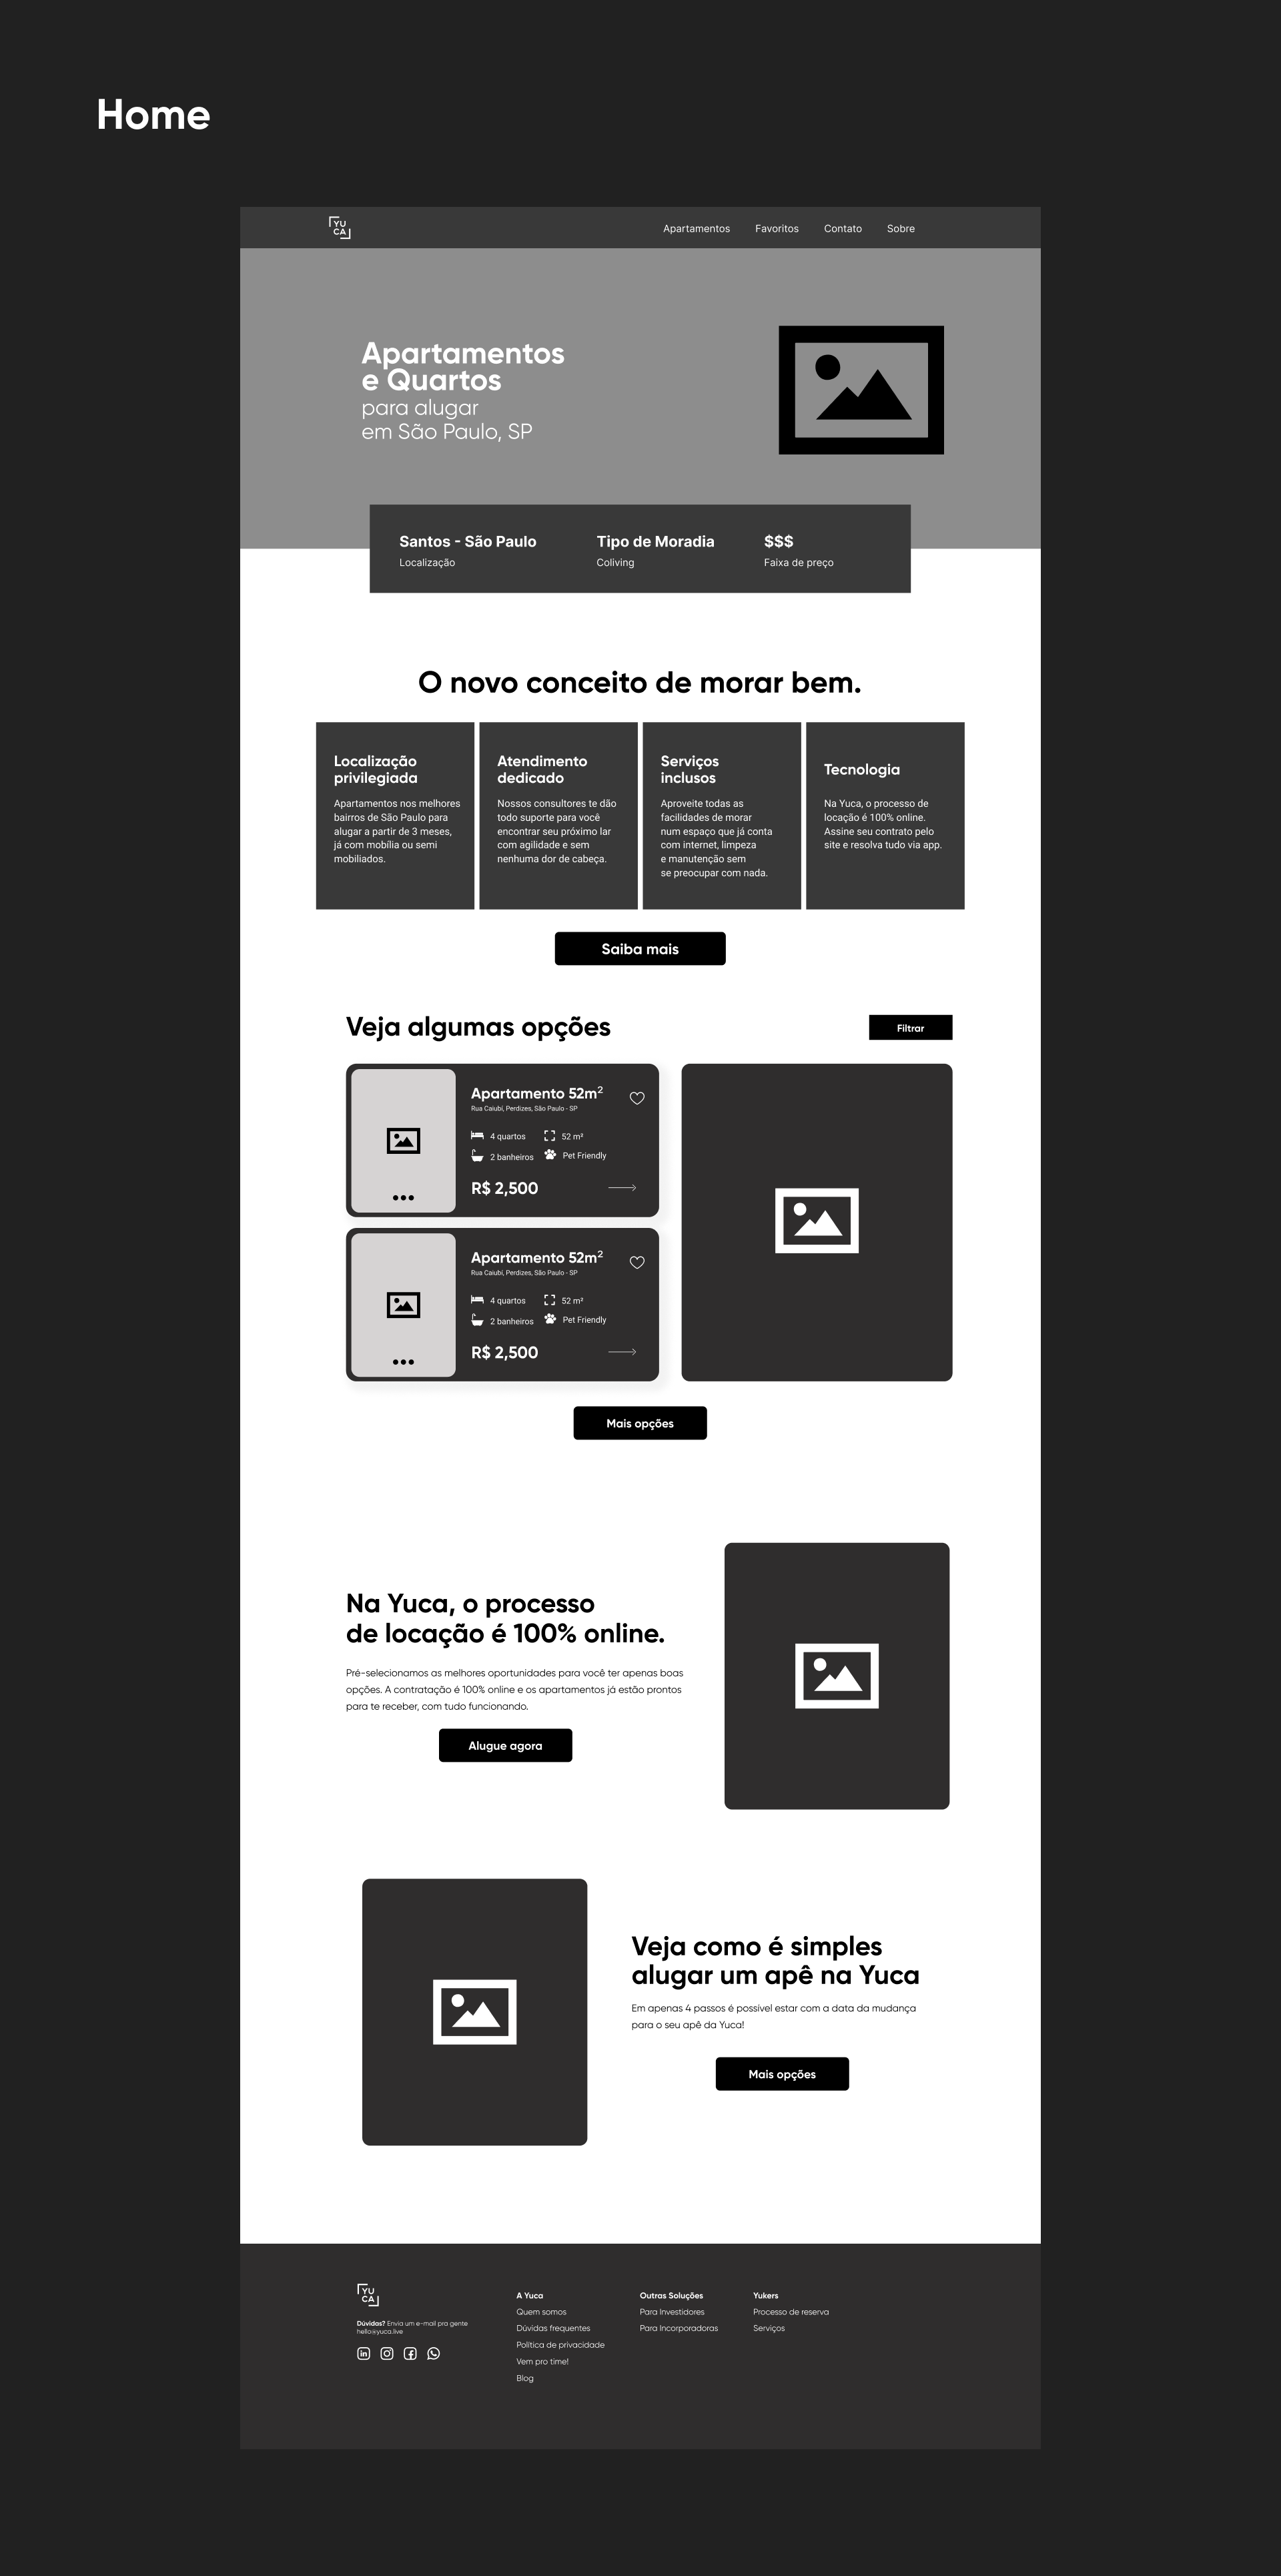 Home
YU
CA
Apartamentos Favoritos Contato Sobre
Apartamentos
e Quartos
para alugar
em São Paulo, SP
Santos - São Paulo
Localização
Tipo de Moradia
Coliving
$$$
Faixa de preço
O novo conceito de morar bem.
Localização
privilegiada
Apartamentos nos melhores
bairros de São Paulo para
alugar a partir de 3 meses,
já com mobília ou semi
mobiliados.
Atendimento
dedicado
Nossos consultores te dão
todo suporte para você
encontrar seu próximo lar
com agilidade e sem
nenhuma dor de cabeça.
Serviços
inclusos
Aproveite todas as
facilidades de morar
num espaço que já conta
com internet, limpeza
e manutenção sem
se preocupar com nada.
Tecnologia
Na Yuca, o processo de
locação é 100% online.
Assine seu contrato pelo
site e resolva tudo via app.
Saiba mais
Veja algumas opções
Filtrar
Apartamento 52m²
Rua Caiubí, Perdizes, São Paulo - SP
4 quartos 52 m²
2 banheiros Pet Friendly
R$ 2,500
Apartamento 52m²
Rua Caiubí, Perdizes, São Paulo - SP
4 quartos 52 m²
2 banheiros Pet Friendly
R$ 2,500
Mais opções
Na Yuca, o processo
de locação é 100% online.
Pré-selecionamos as melhores oportunidades para você ter apenas boas
opções. A contratação é 100% online e os apartamentos já estão prontos
para te receber, com tudo funcionando.
Alugue agora
Veja como é simples
alugar um apê na Yuca
Em apenas 4 passos é possível estar com a data da mudança
para o seu apê da Yuca!
Mais opções
YU
CA
Dúvidas? Envia um e-mail pra gente
hello@yuca.live
A Yuca
Quem somos
Dúvidas frequentes
Política de privacidade
Vem pro time!
Blog
Outras Soluções
Para Investidores
Para Incorporadoras
Yukers
Processo de reserva
Serviços